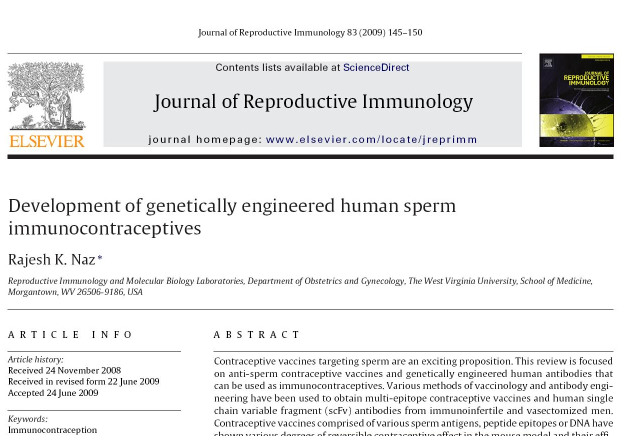 Journal of Reproductive Immunology 83 (2009) 145–150
Contents lists available at ScienceDirect
Journal of Reproductive Immunology
journal homepage: www.elsevier.com/locate/jreprimm
ELSEVIER
JOURNAL OF
REPRODUCTIVE
IMMUNOLOGY
Development of genetically engineered human sperm
immunocontraceptives
Rajesh K. Naz*
Reproductive Immunology and Molecular Biology Laboratories, Department of Obstetrics and Gynecology, The West Virginia University, School of Medicine,
Morgantown, WV 26506-9186, USA
ARTICLE INFO
Article history:
Received 24 November 2008
Received in revised form 22 June 2009
Accepted 24 June 2009
Keywords:
Immunocontraception
ABSTRACT
Contraceptive vaccines targeting sperm are an exciting proposition. This review is focused
on anti-sperm contraceptive vaccines and genetically engineered human antibodies that
can be used as immunocontraceptives. Various methods of vaccinology and antibody engi-
neering have been used to obtain multi-epitope contraceptive vaccines and human single
chain variable fragment (scFv) antibodies from immunoinfertile and vasectomized men.
Contraceptive vaccines comprised of various sperm antigens, peptide epitopes or DNA have
shown various degrees of reversible contraceptive effect in the mouse model and their effi-